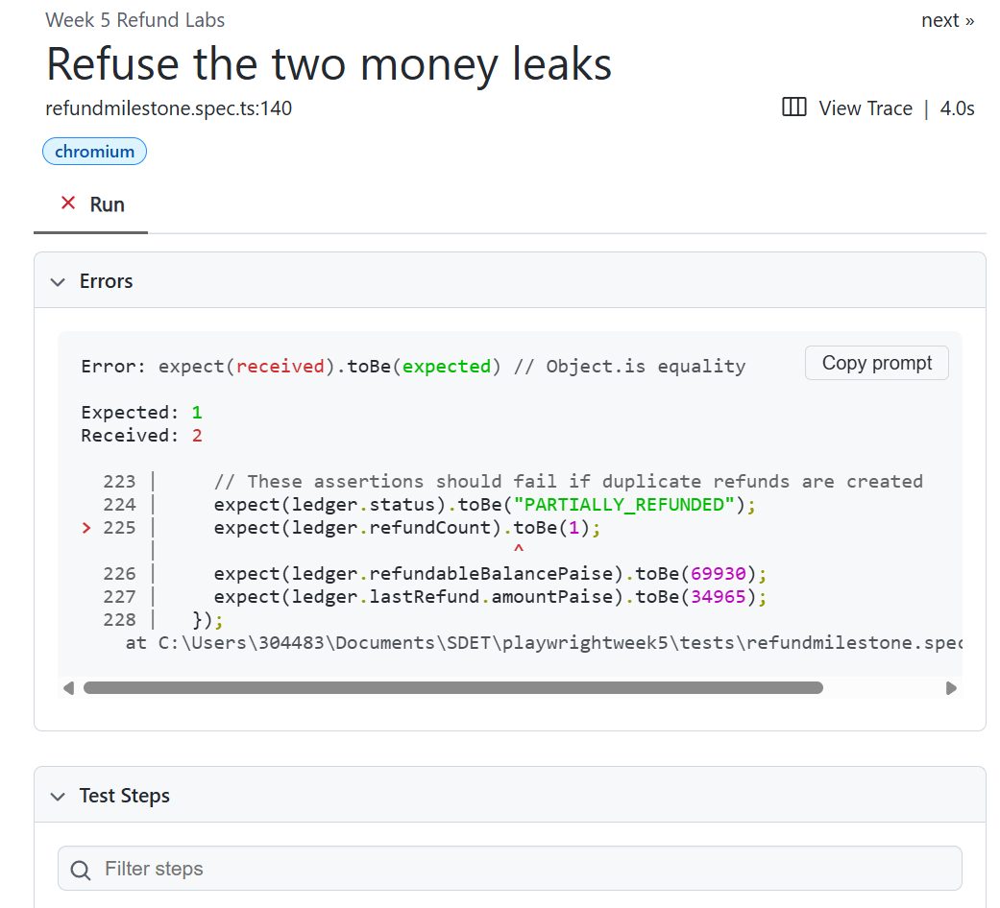 Week 5 Refund Labs
next »
Refuse the two money leaks
refundmilestone.spec.ts:140
View Trace | 4.0s
chromium
✕ Run
Errors
Copy prompt
Error: expect(received).toBe(expected) // Object.is equality
Expected: 1
Received: 2
223 |     // These assertions should fail if duplicate refunds are created
224 |     expect(ledger.status).toBe("PARTIALLY_REFUNDED");
> 225 |     expect(ledger.refundCount).toBe(1);
|                                ^
226 |     expect(ledger.refundableBalancePaise).toBe(69930);
227 |     expect(ledger.lastRefund.amountPaise).toBe(34965);
228 |   });
at C:\Users\304483\Documents\SDET\playwrightweek5\tests\refundmilestone.spec
Test Steps
Filter steps